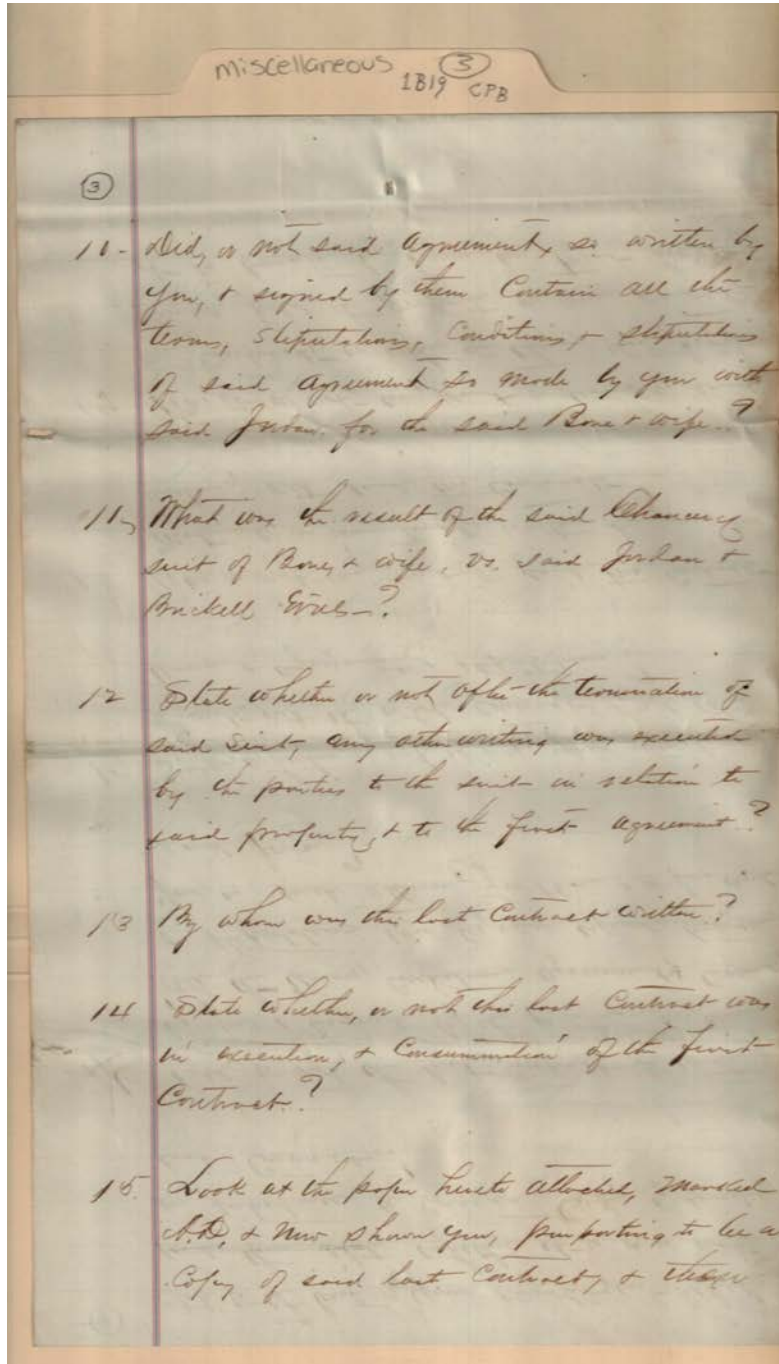 miscellaneous 3
1B19 CPB
3
10- Did, or not said Agreement, so written by
you, & signed by them Contain all the
terms, Stipulations, Conditions, & stipulations
of said Agreement so made by you with
said Jordan for the said Bone & wife.?
11, What was the result of the said Chancery
suit of Bone, & wife, vs. said Jordan &
Brickell
12 State whether or not after the termination of
said suit, any other writing was executed
by the parties to the suit in relation to
said property, & to the first agreement?
13 By whom was this last Contract written?
14 State whether, or not this last Contract was
in execution, & Consummation of the first
Contract?
15. Look at the paper hereto attached, marked
& now shown you, purporting to be a
Copy of said last Contract, &